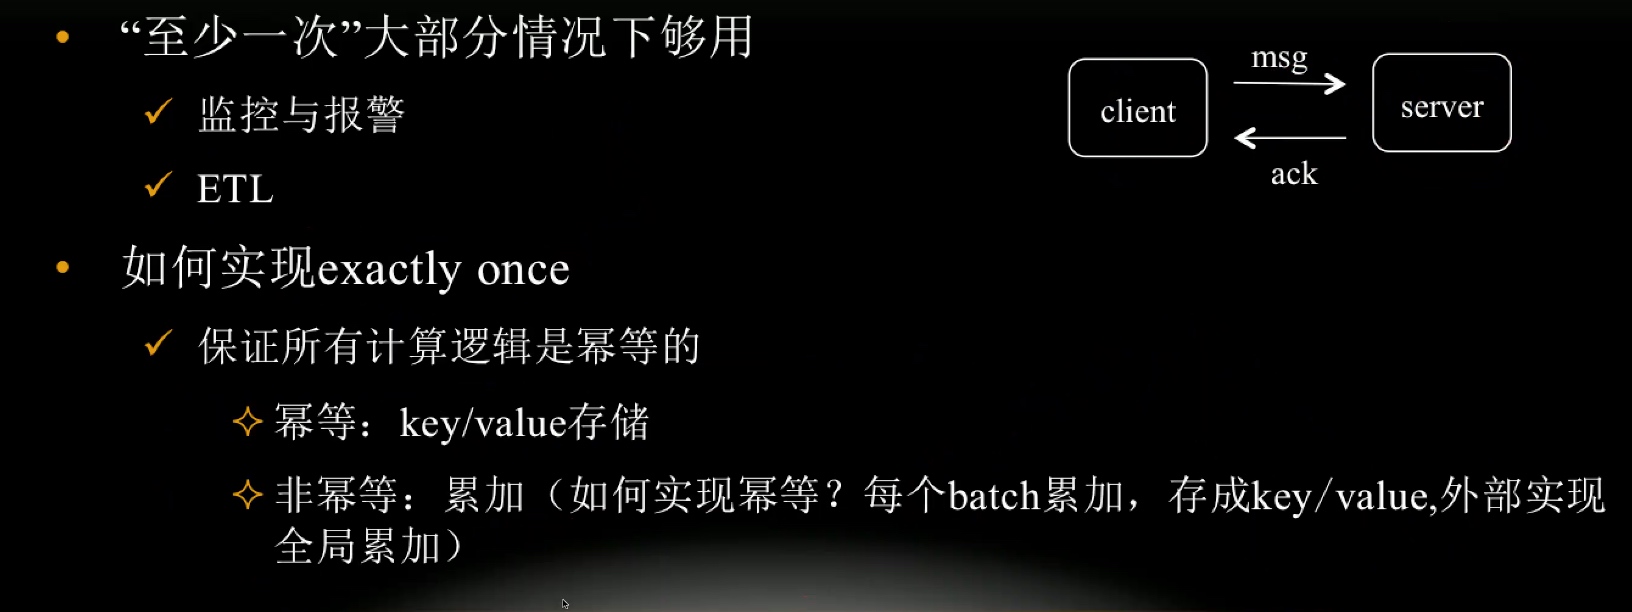 “至少一次”大部分情况下够用
监控与报警
ETL
如何实现exactly once
保证所有计算逻辑是幂等的
幂等：key/value存储
非幂等：累加（如何实现幂等？每个batch累加，存成key/value,外部实现
全局累加）
msg
client
server
ack